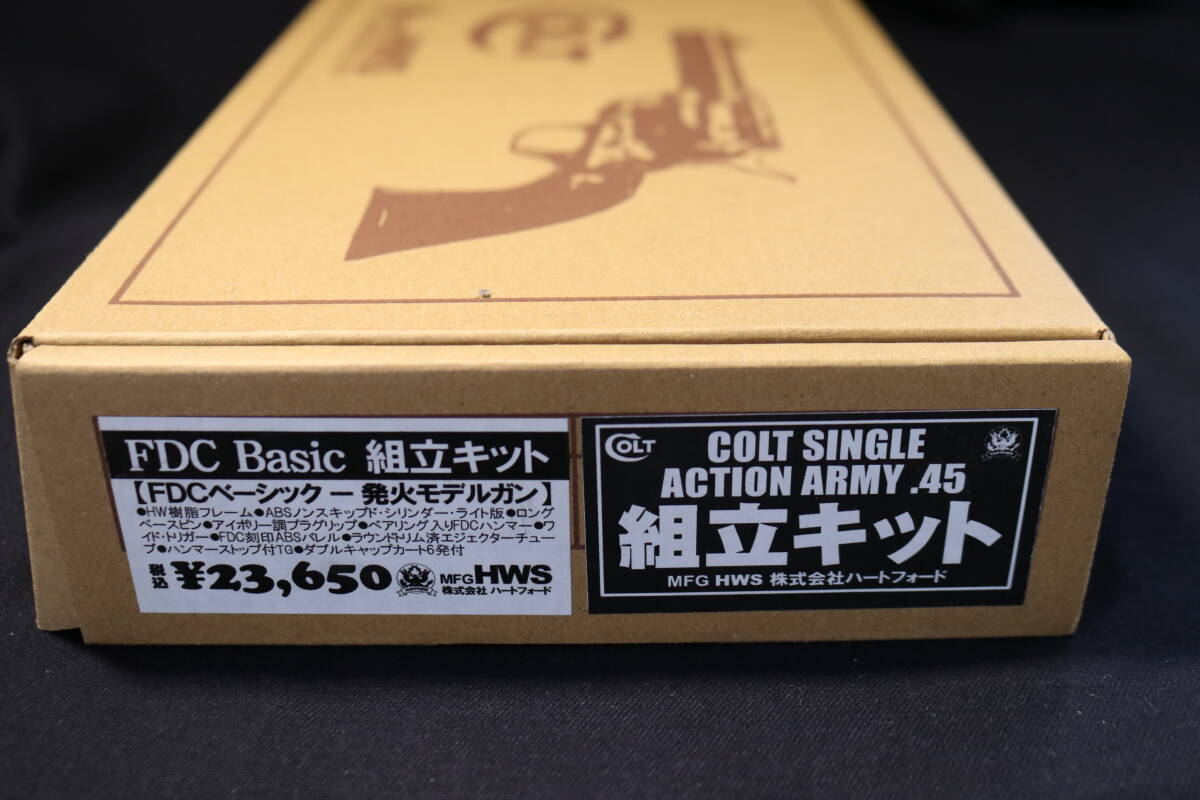 COLT
FDC Basic 組立キット
【FDCベーシック ー 発火モデルガン】
●HW樹脂フレーム●ABSノンスキップド・シリンダー・ライト版●ロング
ベースピン●アイボリー調プラグリップ●ベアリング入りFDCハンマー●ワ
イド・トリガー●FDC刻印ABSバレル●ラウンドトリム済エジェクターチュー
ブ●ハンマーストップ付TG●ダブルキャップカート6発付
税込 ¥23,650 MFG HWS
株式会社 ハートフォード
COLT COLT SINGLE
ACTION ARMY .45
組立キット
MFG HWS 株式会社ハートフォード